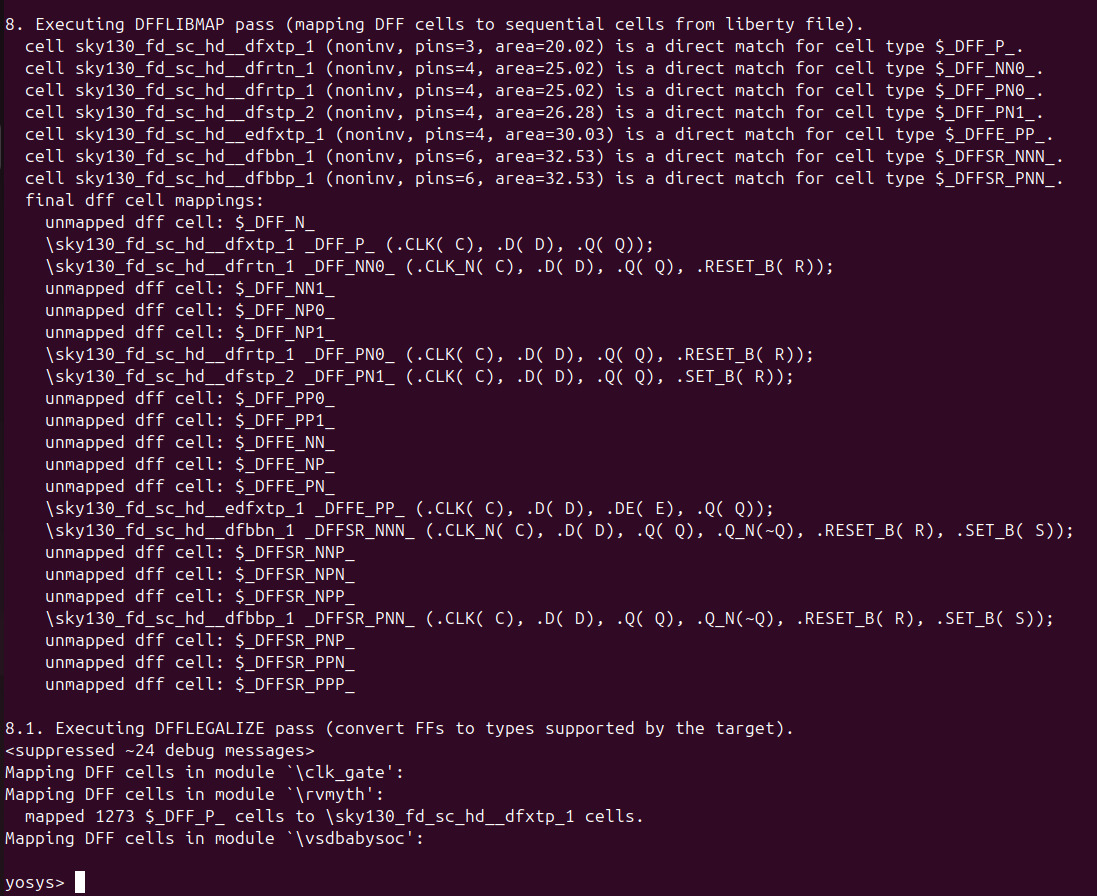 8. Executing DFFLIBMAP pass (mapping DFF cells to sequential cells from liberty file).
  cell sky130_fd_sc_hd__dfxtp_1 (noninv, pins=3, area=20.02) is a direct match for cell type $_DFF_P_.
  cell sky130_fd_sc_hd__dfrtn_1 (noninv, pins=4, area=25.02) is a direct match for cell type $_DFF_NN0_.
  cell sky130_fd_sc_hd__dfrtp_1 (noninv, pins=4, area=25.02) is a direct match for cell type $_DFF_PN0_.
  cell sky130_fd_sc_hd__dfstp_2 (noninv, pins=4, area=26.28) is a direct match for cell type $_DFF_PN1_.
  cell sky130_fd_sc_hd__edfxtp_1 (noninv, pins=4, area=30.03) is a direct match for cell type $_DFFE_PP_.
  cell sky130_fd_sc_hd__dfbbn_1 (noninv, pins=6, area=32.53) is a direct match for cell type $_DFFSR_NNN_.
  cell sky130_fd_sc_hd__dfbbp_1 (noninv, pins=6, area=32.53) is a direct match for cell type $_DFFSR_PNN_.
  final dff cell mappings:
    unmapped dff cell: $_DFF_N_
    \sky130_fd_sc_hd__dfxtp_1 _DFF_P_ (.CLK( C), .D( D), .Q( Q));
    \sky130_fd_sc_hd__dfrtn_1 _DFF_NN0_ (.CLK_N( C), .D( D), .Q( Q), .RESET_B( R));
    unmapped dff cell: $_DFF_NN1_
    unmapped dff cell: $_DFF_NP0_
    unmapped dff cell: $_DFF_NP1_
    \sky130_fd_sc_hd__dfrtp_1 _DFF_PN0_ (.CLK( C), .D( D), .Q( Q), .RESET_B( R));
    \sky130_fd_sc_hd__dfstp_2 _DFF_PN1_ (.CLK( C), .D( D), .Q( Q), .SET_B( R));
    unmapped dff cell: $_DFF_PP0_
    unmapped dff cell: $_DFF_PP1_
    unmapped dff cell: $_DFFE_NN_
    unmapped dff cell: $_DFFE_NP_
    unmapped dff cell: $_DFFE_PN_
    \sky130_fd_sc_hd__edfxtp_1 _DFFE_PP_ (.CLK( C), .D( D), .DE( E), .Q( Q));
    \sky130_fd_sc_hd__dfbbn_1 _DFFSR_NNN_ (.CLK_N( C), .D( D), .Q( Q), .Q_N(~Q), .RESET_B( R), .SET_B( S));
    unmapped dff cell: $_DFFSR_NNP_
    unmapped dff cell: $_DFFSR_NPN_
    unmapped dff cell: $_DFFSR_NPP_
    \sky130_fd_sc_hd__dfbbp_1 _DFFSR_PNN_ (.CLK( C), .D( D), .Q( Q), .Q_N(~Q), .RESET_B( R), .SET_B( S));
    unmapped dff cell: $_DFFSR_PNP_
    unmapped dff cell: $_DFFSR_PPN_
    unmapped dff cell: $_DFFSR_PPP_

8.1. Executing DFFLEGALIZE pass (convert FFs to types supported by the target).
<suppressed ~24 debug messages>
Mapping DFF cells in module `\clk_gate':
Mapping DFF cells in module `\rvmyth':
  mapped 1273 $_DFF_P_ cells to \sky130_fd_sc_hd__dfxtp_1 cells.
Mapping DFF cells in module `\vsdbabysoc':

yosys>